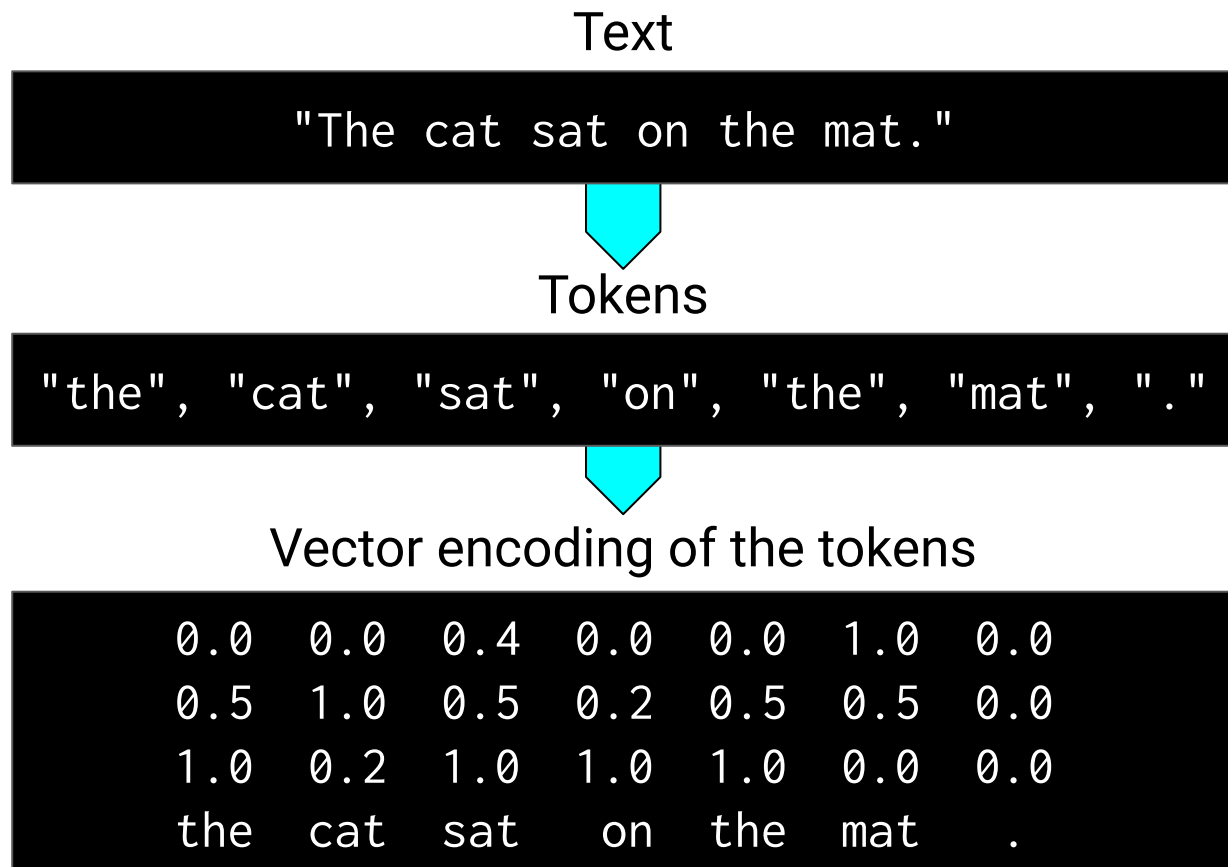 Text
"The cat sat on the mat."
Tokens
"the", "cat", "sat", "on", "the", "mat", "."
Vector encoding of the tokens
0.0 0.0 0.4 0.0 0.0 1.0 0.0
0.5 1.0 0.5 0.2 0.5 0.5 0.0
1.0 0.2 1.0 1.0 1.0 0.0 0.0
the cat sat on the mat .